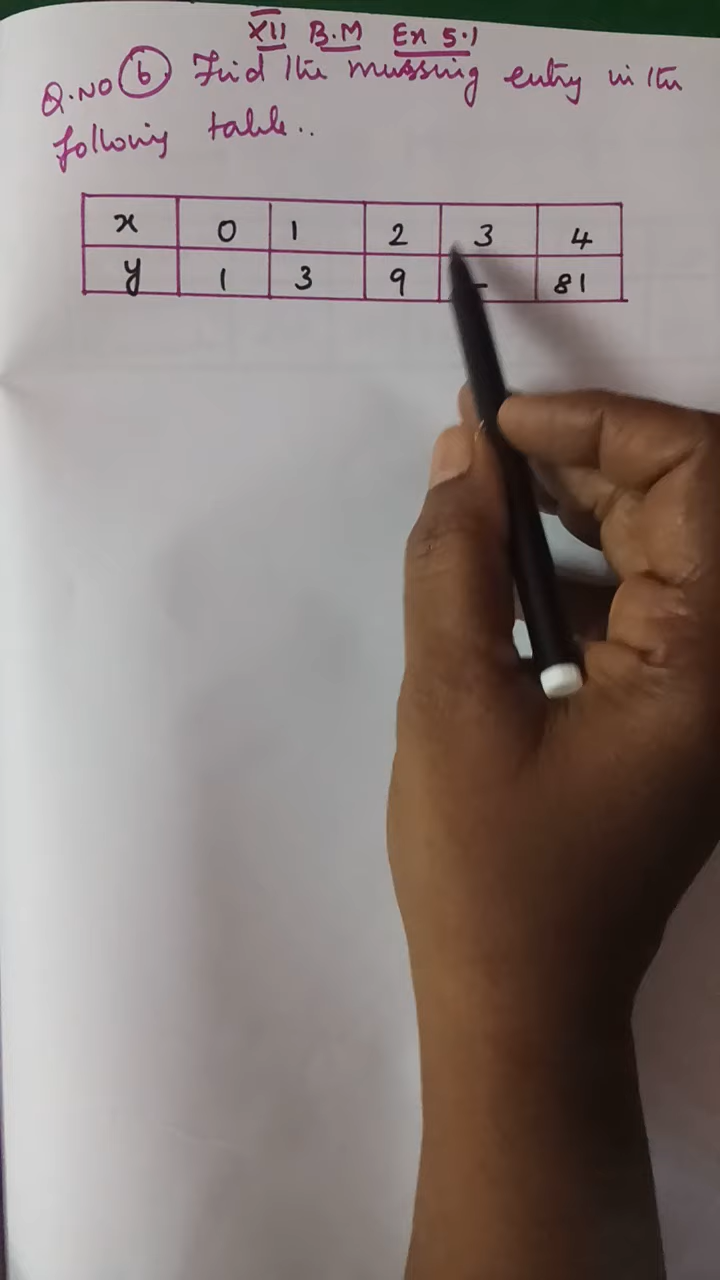 XII B.M Ex 5.1
Q.NO 6 Find the missing entry in the
following table..
x 0 1 2 3 4
y 1 3 9 - 81